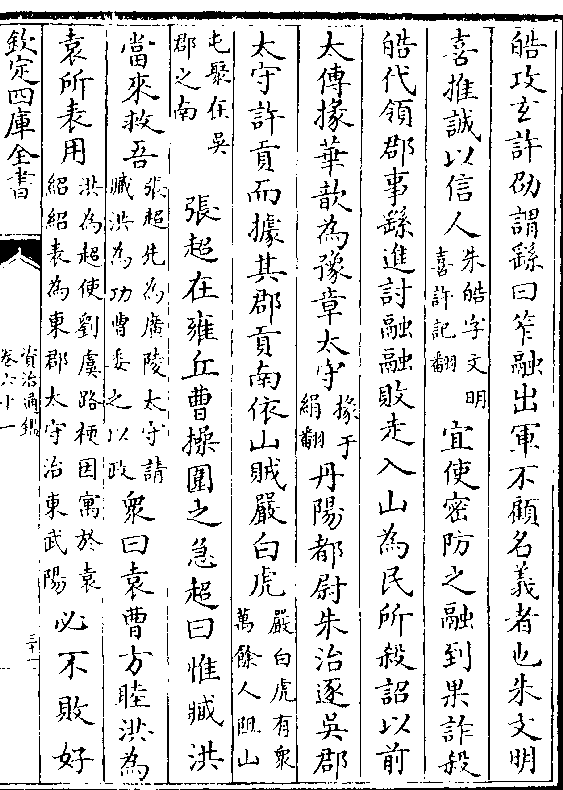 皓攻玄許劭謂繇曰笮融出軍不顧名義者也朱文明
喜推誠以信人朱皓字文明喜許記翻宜使密防之融到果詐殺
皓代領郡事繇進討融融敗走入山為民所殺詔以前
太傅掾華歆為豫章太守掾于絹翻丹陽都尉朱治逐吳郡
太守許貢而據其郡貢南依山賊嚴白虎嚴白虎有衆萬餘人阻山
屯聚在吳郡之南張超在雍丘曹操圍之急超曰惟臧洪
當來救吾張超先為廣陵太守請臧洪為功曹委之以政衆曰袁曹方睦洪為
袁所表用洪為超使劉虞路梗因寓於袁紹紹表為東郡太守治東武陽必不敗好
欽定四庫全書
資治通鑑
卷六十一